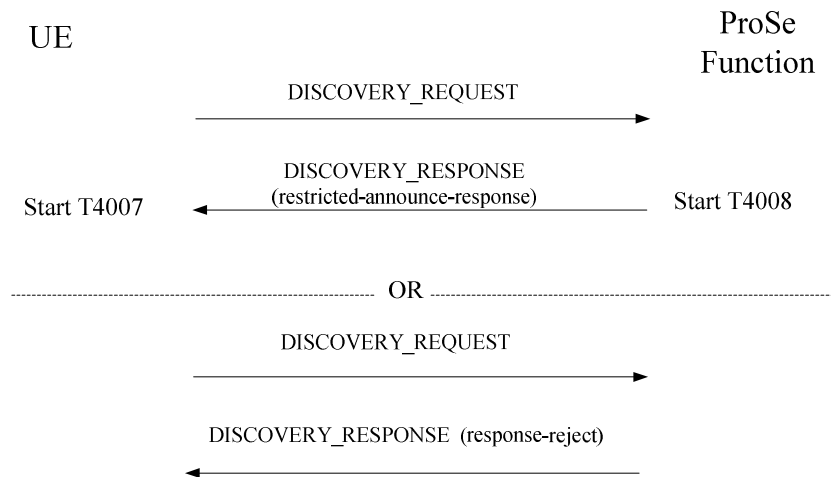 UE
ProSe
Function
DISCOVERY_REQUEST
DISCOVERY_RESPONSE
(restricted-announce-response)
Start T4007
Start T4008
OR
DISCOVERY_REQUEST
DISCOVERY_RESPONSE (response-reject)